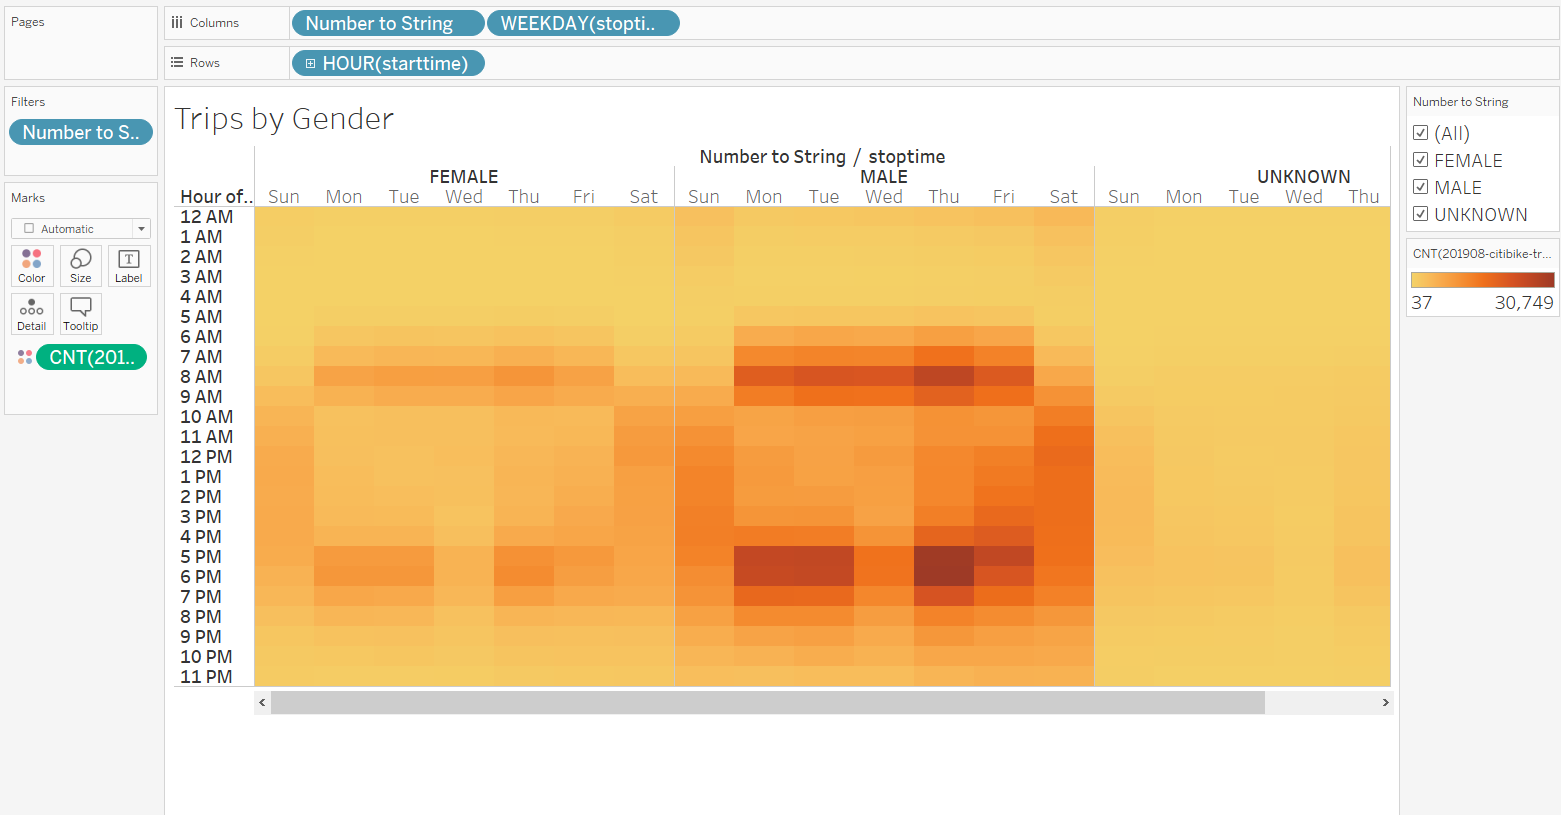 Pages
Columns
Number to String
WEEKDAY(stopti..
Rows
HOUR(starttime)
Filters
Number to S..
Marks
Automatic
Color
Size
Label
Detail
Tooltip
CNT(201..
Trips by Gender
Number to String / stoptime
FEMALE MALE UNKNOWN
Hour of.. Sun Mon Tue Wed Thu Fri Sat Sun Mon Tue Wed Thu Fri Sat Sun Mon Tue Wed Thu
12 AM
1 AM
2 AM
3 AM
4 AM
5 AM
6 AM
7 AM
8 AM
9 AM
10 AM
11 AM
12 PM
1 PM
2 PM
3 PM
4 PM
5 PM
6 PM
7 PM
8 PM
9 PM
10 PM
11 PM
Number to String
(All)
FEMALE
MALE
UNKNOWN
CNT(201908-citibike-tr...
37 30,749